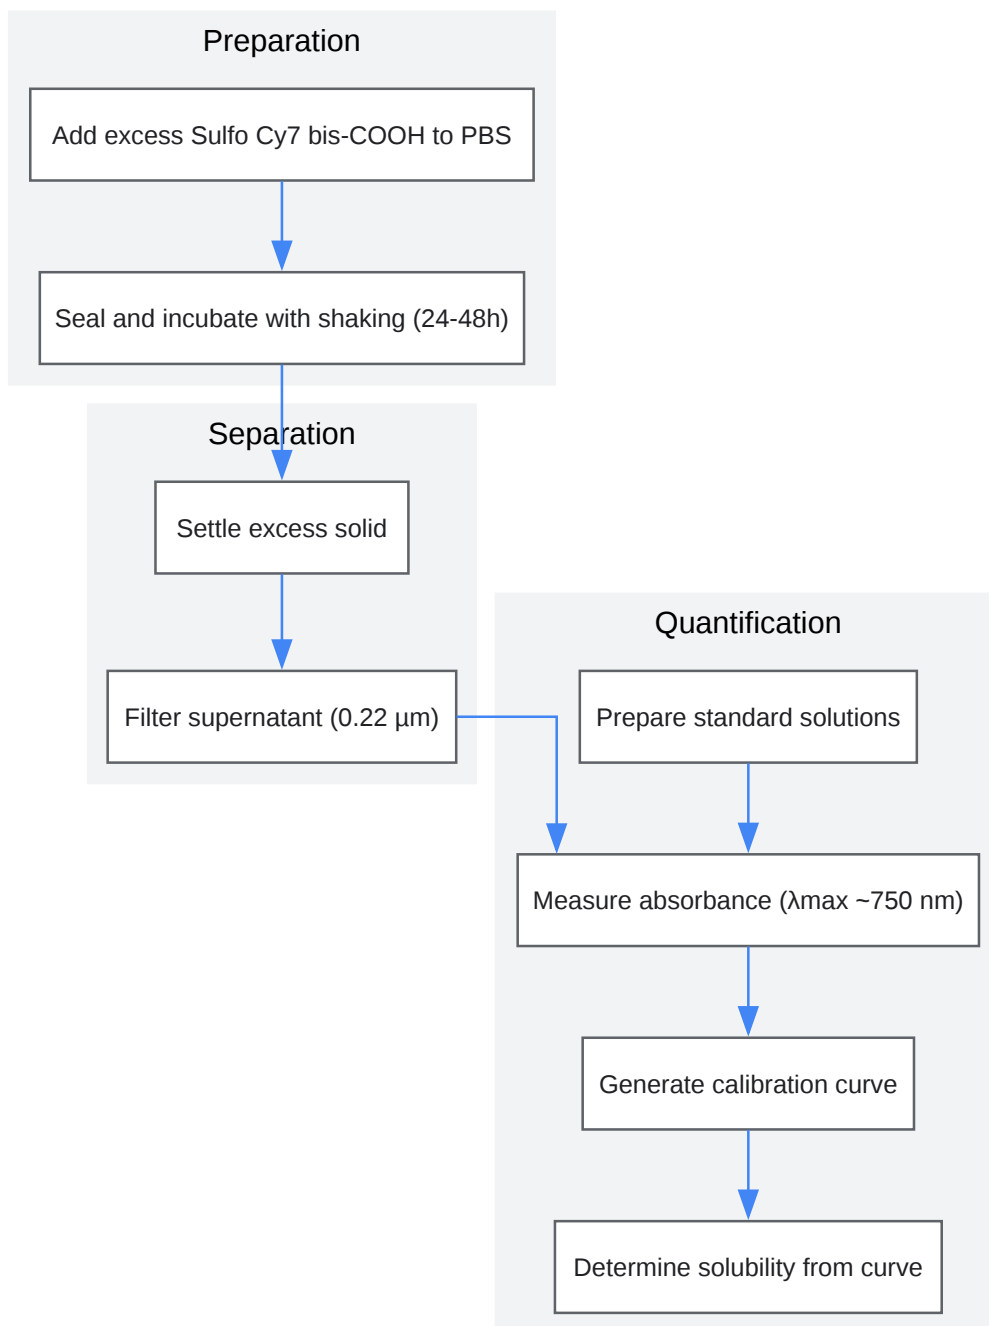 Preparation
Add excess Sulfo Cy7 bis-COOH to PBS
Seal and incubate with shaking (24-48h)
Separation
Settle excess solid
Filter supernatant (0.22 µm)
Quantification
Prepare standard solutions
Measure absorbance (λmax ~750 nm)
Generate calibration curve
Determine solubility from curve